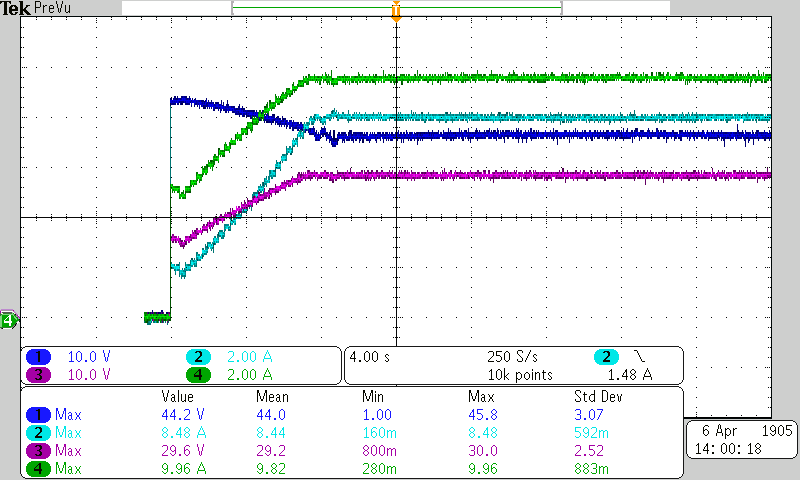 Tek PreVu
T
4
1 10.0 V 2 2.00 A
3 10.0 V 4 2.00 A
4.00 s 250 S/s 2
10k points 1.48 A
Value Mean Min Max Std Dev
1 Max 44.2 V 44.0 1.00 45.8 3.07
2 Max 8.48 A 8.44 160m 8.48 592m
3 Max 29.6 V 29.2 800m 30.0 2.52
4 Max 9.96 A 9.82 280m 9.96 883m
6 Apr 1905
14:00:18